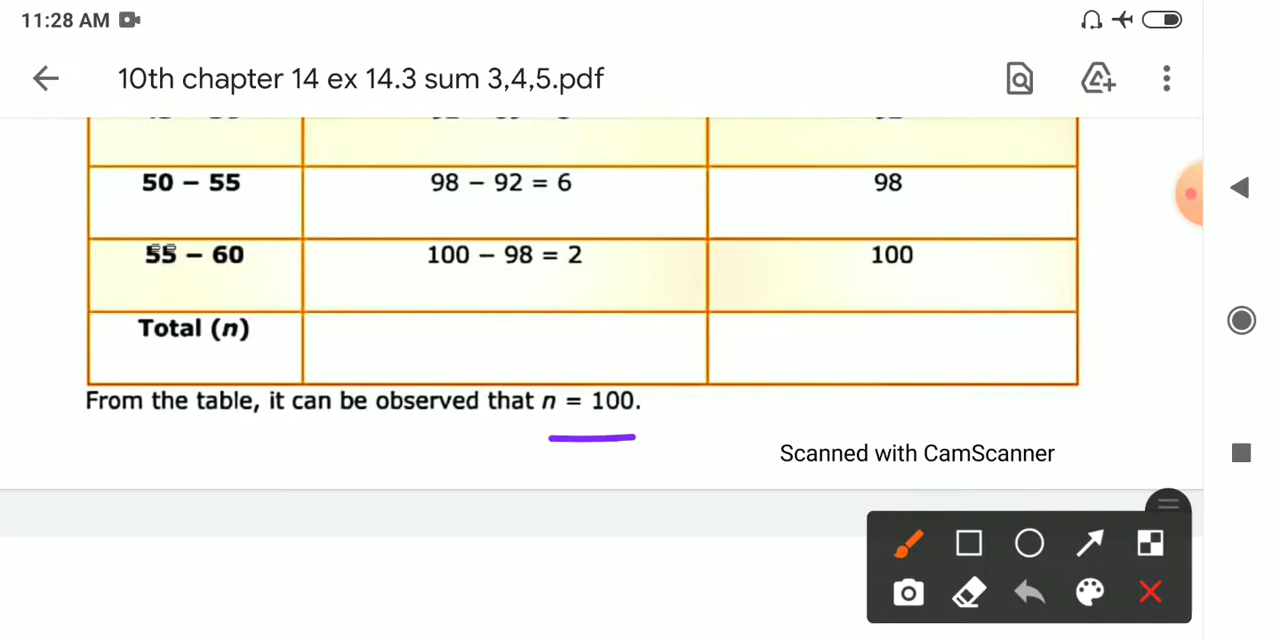 11:28 AM
10th chapter 14 ex 14.3 sum 3,4,5.pdf
50 – 55 98 – 92 = 6 98
55 – 60 100 – 98 = 2 100
Total (n)
From the table, it can be observed that n = 100.
Scanned with CamScanner